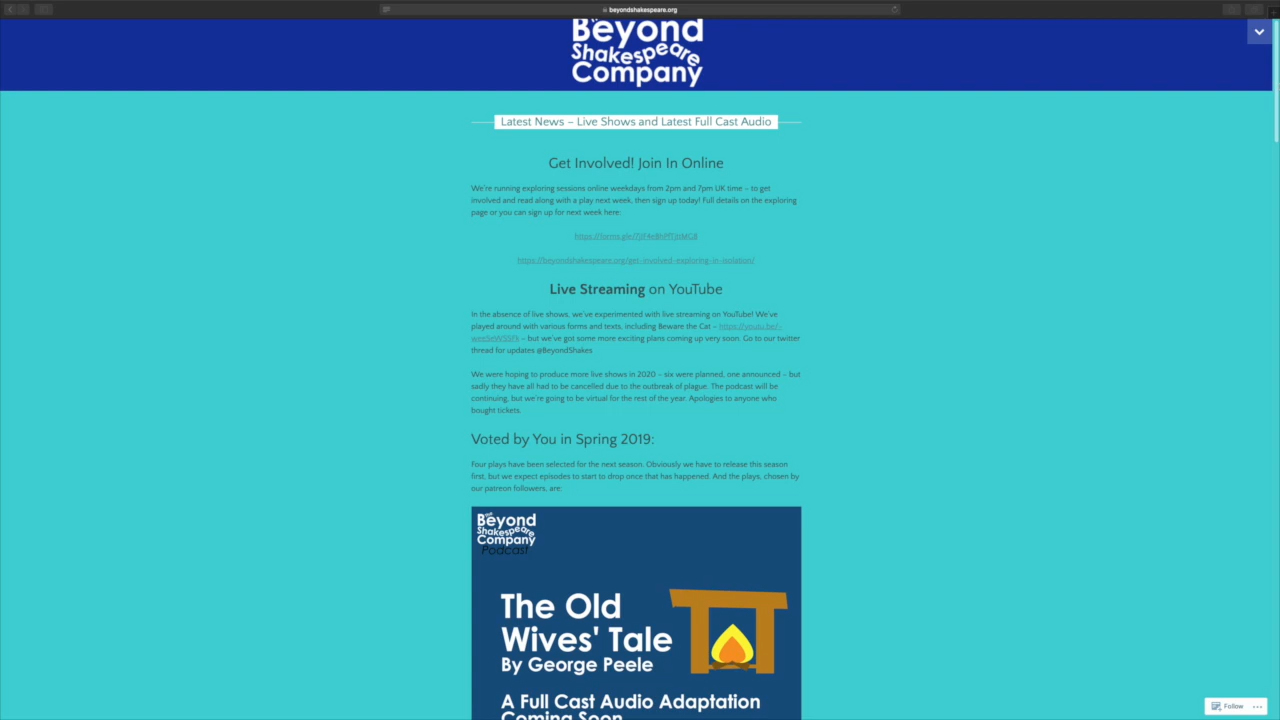 beyondshakespeare.org
Beyond
Shakespeare
Company
Latest News – Live Shows and Latest Full Cast Audio
Get Involved! Join In Online
We're running exploring sessions online weekdays from 2pm and 7pm UK time – to get
involved and read along with a play next week, then sign up today! Full details on the exploring
page or you can sign up for next week here:
https://beyondshakespeare.org/get-involved-exploring-in-isolation/
Live Streaming on YouTube
In the absence of live shows, we've experimented with live streaming on YouTube! We've
played around with various forms and texts, including Beware the Cat – https://youtu.be/-
– but we've got some more exciting plans coming up very soon. Go to our twitter
thread for updates @BeyondShakes
We were hoping to produce more live shows in 2020 – six were planned, one announced – but
sadly they have all had to be cancelled due to the outbreak of plague. The podcast will be
continuing, but we're going to be virtual for the rest of the year. Apologies to anyone who
bought tickets.
Voted by You in Spring 2019:
Four plays have been selected for the next season. Obviously we have to release this season
first, but we expect episodes to start to drop once that has happened. And the plays, chosen by
our patreon followers, are:
the
Beyond
Shakespeare
Company
Podcast
The Old
Wives' Tale
By George Peele
A Full Cast Audio Adaptation
Coming Soon
Follow